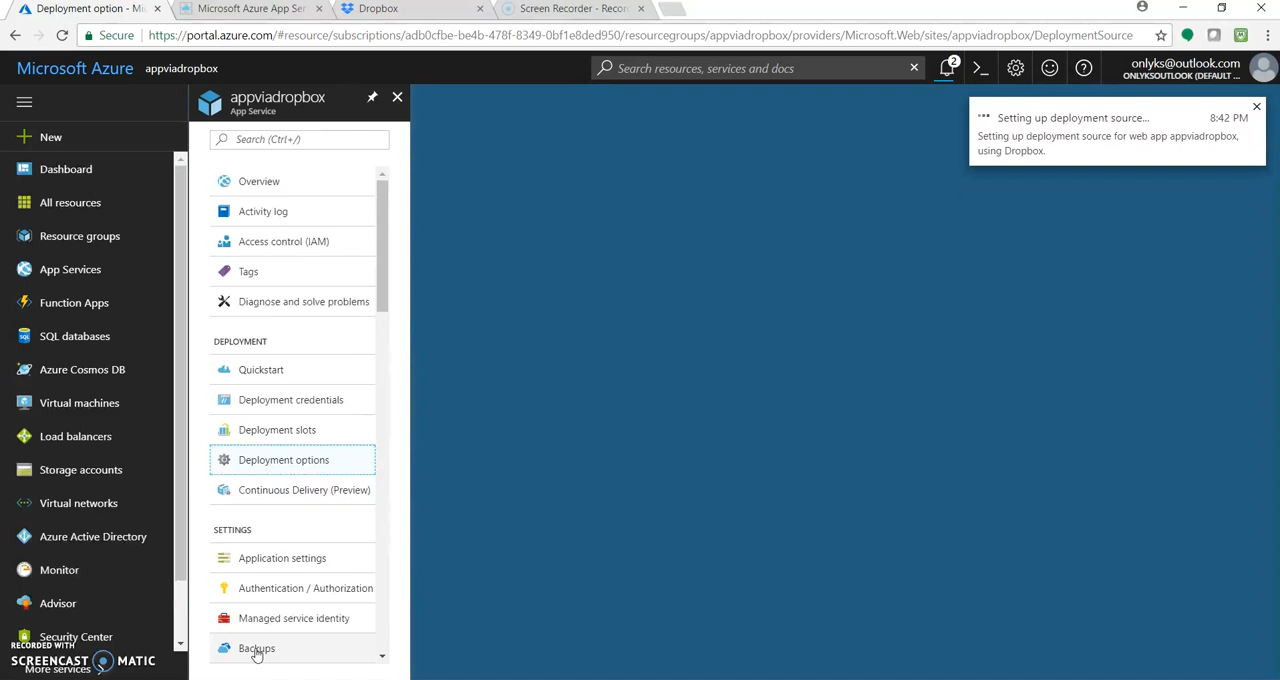 Deployment option - Mi
Microsoft Azure App Ser
Dropbox
Screen Recorder - Recor
Secure
https://portal.azure.com/#resource/subscriptions/adb0cfbe-be4b-478f-8349-0bf1e8ded950/resourcegroups/appviadropbox/providers/Microsoft.Web/sites/appviadropbox/DeploymentSource
Microsoft Azure
appviadropbox
Search resources, services and docs
2
onlyks@outlook.com
ONLYKSOUTLOOK (DEFAULT ...
New
Dashboard
All resources
Resource groups
App Services
Function Apps
SQL databases
Azure Cosmos DB
Virtual machines
Load balancers
Storage accounts
Virtual networks
Azure Active Directory
Monitor
Advisor
Security Center
More services
RECORDED WITH
SCREENCAST MATIC
appviadropbox
App Service
Search (Ctrl+/)
Overview
Activity log
Access control (IAM)
Tags
Diagnose and solve problems
DEPLOYMENT
Quickstart
Deployment credentials
Deployment slots
Deployment options
Continuous Delivery (Preview)
SETTINGS
Application settings
Authentication / Authorization
Managed service identity
Backups
Setting up deployment source... 8:42 PM
Setting up deployment source for web app appviadropbox,
using Dropbox.